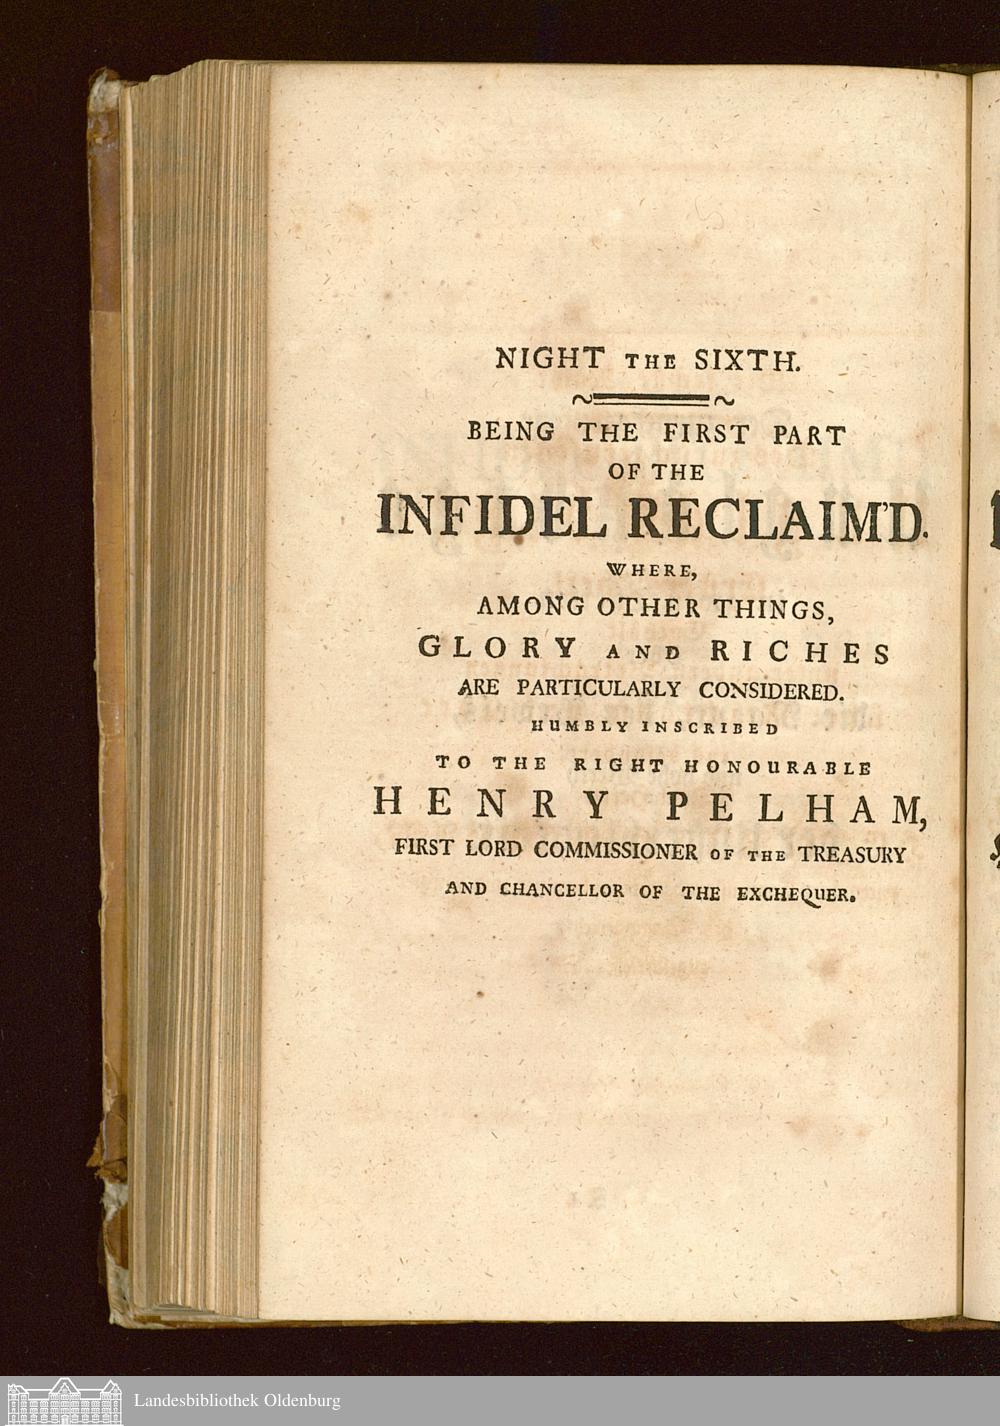 NIGHT THE SIXTH.
BEING THE FIRST PART
OF THE
INFIDEL RECLAIM'D.
WHERE,
AMONG OTHER THINGS,
GLORY AND RICHES
ARE PARTICULARLY CONSIDERED.
HUMBLY INSCRIBED
TO THE RIGHT HONOURABLE
HENRY PELHAM,
FIRST LORD COMMISSIONER OF THE TREASURY
AND CHANCELLOR OF THE EXCHEQUER.
Landesbibliothek Oldenburg